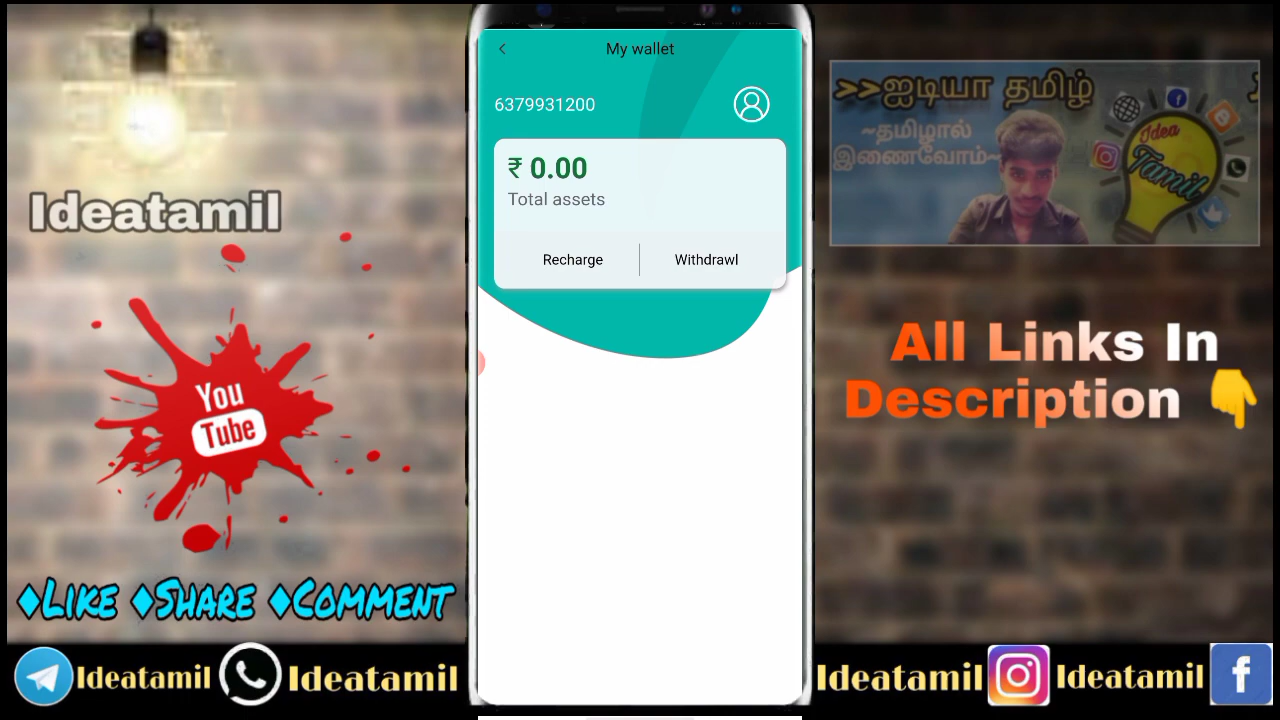 Ideatamil
You
Tube
♦LIKE ♦SHARE ♦COMMENT
Ideatamil
Ideatamil
My wallet
6379931200
₹ 0.00
Total assets
Recharge
Withdrawl
>>ஐடியா தமிழ்
~தமிழால்
இணைவோம்~
Idea
Tamil
All Links In
Description 👇
Ideatamil
Ideatamil